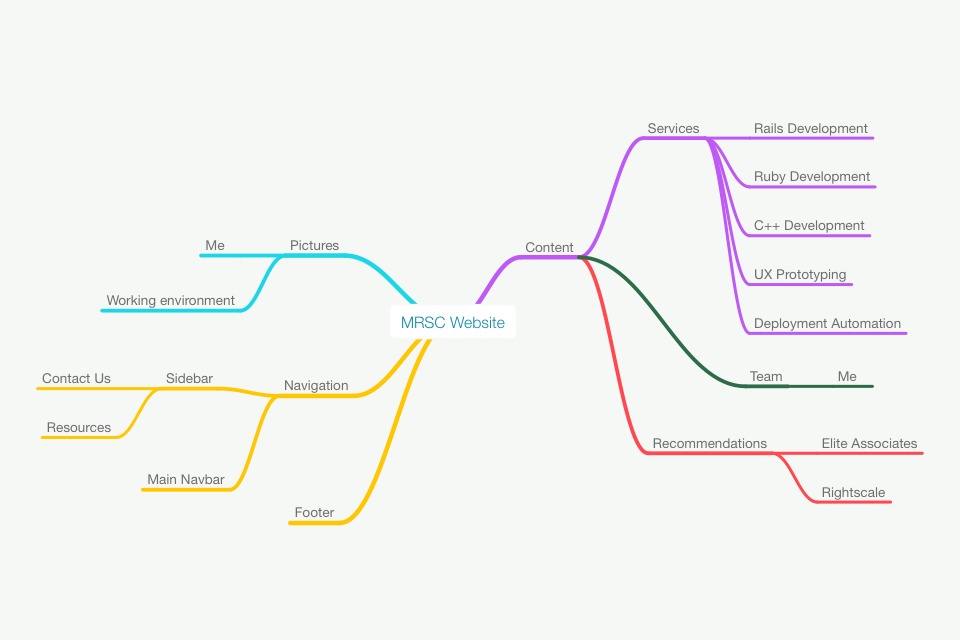 MRSC Website
Content
Services
Rails Development
Ruby Development
C++ Development
UX Prototyping
Deployment Automation
Team
Me
Recommendations
Elite Associates
Rightscale
Pictures
Me
Working environment
Navigation
Sidebar
Contact Us
Resources
Main Navbar
Footer